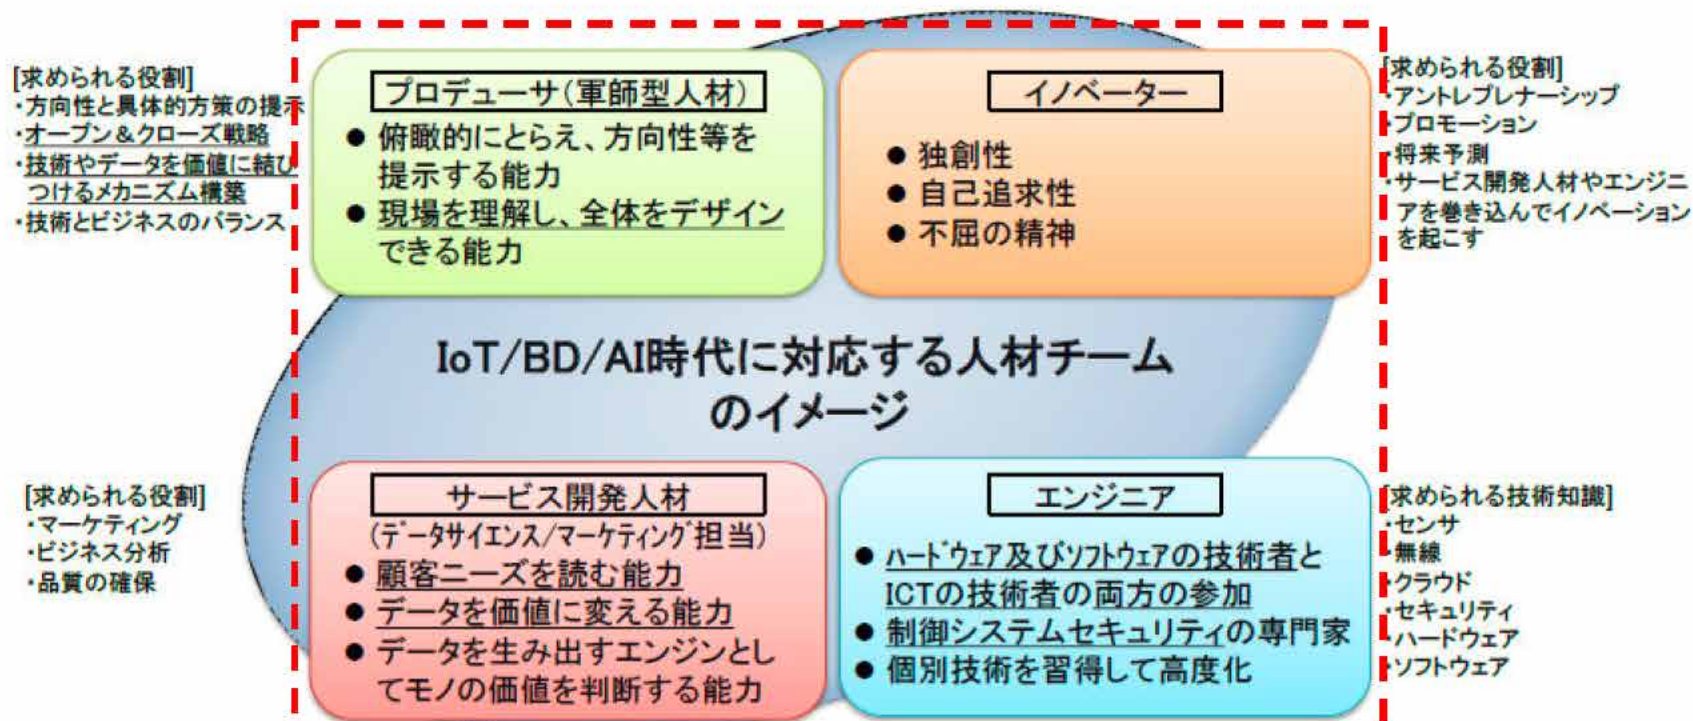 [求められる役割]
・方向性と具体的方策の提示
・オープン＆クローズ戦略
・技術やデータを価値に結び
つけるメカニズム構築
・技術とビジネスのバランス
プロデューサ(軍師型人材)
● 俯瞰的にとらえ、方向性等を
提示する能力
● 現場を理解し、全体をデザイン
できる能力
イノベーター
● 独創性
● 自己追求性
● 不屈の精神
[求められる役割]
・アントレプレナーシップ
・プロモーション
・将来予測
・サービス開発人材やエンジニ
アを巻き込んでイノベーション
を起こす
IoT/BD/AI時代に対応する人材チーム
のイメージ
[求められる役割]
・マーケティング
・ビジネス分析
・品質の確保
サービス開発人材
(ﾃﾞｰﾀサイエンス/マーケティング担当)
● 顧客ニーズを読む能力
● データを価値に変える能力
● データを生み出すエンジンとし
てモノの価値を判断する能力
エンジニア
● ﾊｰﾄﾞｳｪｱ及びｿﾌﾄｳｪｱの技術者と
ICTの技術者の両方の参加
● 制御システムセキュリティの専門家
● 個別技術を習得して高度化
[求められる技術知識]
・センサ
・無線
・クラウド
・セキュリティ
・ハードウェア
・ソフトウェア